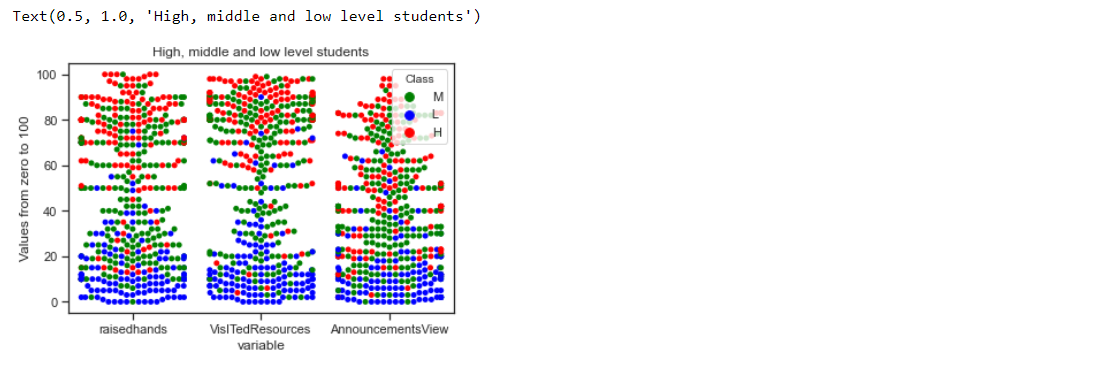 Text(0.5, 1.0, 'High, middle and low level students')
High, middle and low level students
100
80
60
40
20
0
Values from zero to 100
Class
M
L
H
raisedhands VisITedResources AnnouncementsView
variable